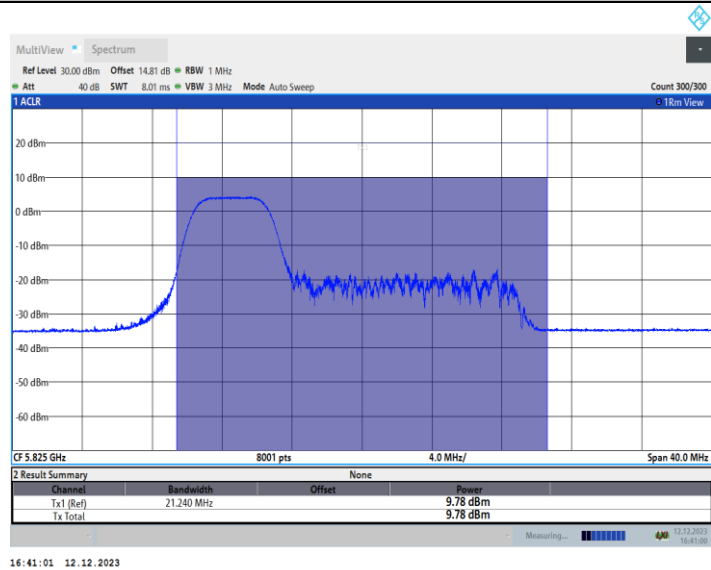 MultiView Spectrum
Ref Level 30.00 dBm Offset 14.81 dB RBW 1 MHz
Att 40 dB SWT 8.01 ms VBW 3 MHz Mode Auto Sweep Count 300/300
1 ACLR 1Rm View
20 dBm
10 dBm
0 dBm
-10 dBm
-20 dBm
-30 dBm
-40 dBm
-50 dBm
-60 dBm
CF 5.825 GHz 8001 pts 4.0 MHz/ Span 40.0 MHz
2 Result Summary None
Channel Bandwidth Offset Power
Tx1 (Ref) 21.240 MHz 9.78 dBm
Tx Total 9.78 dBm
Measuring... 12.12.2023
16:41:00
16:41:01 12.12.2023